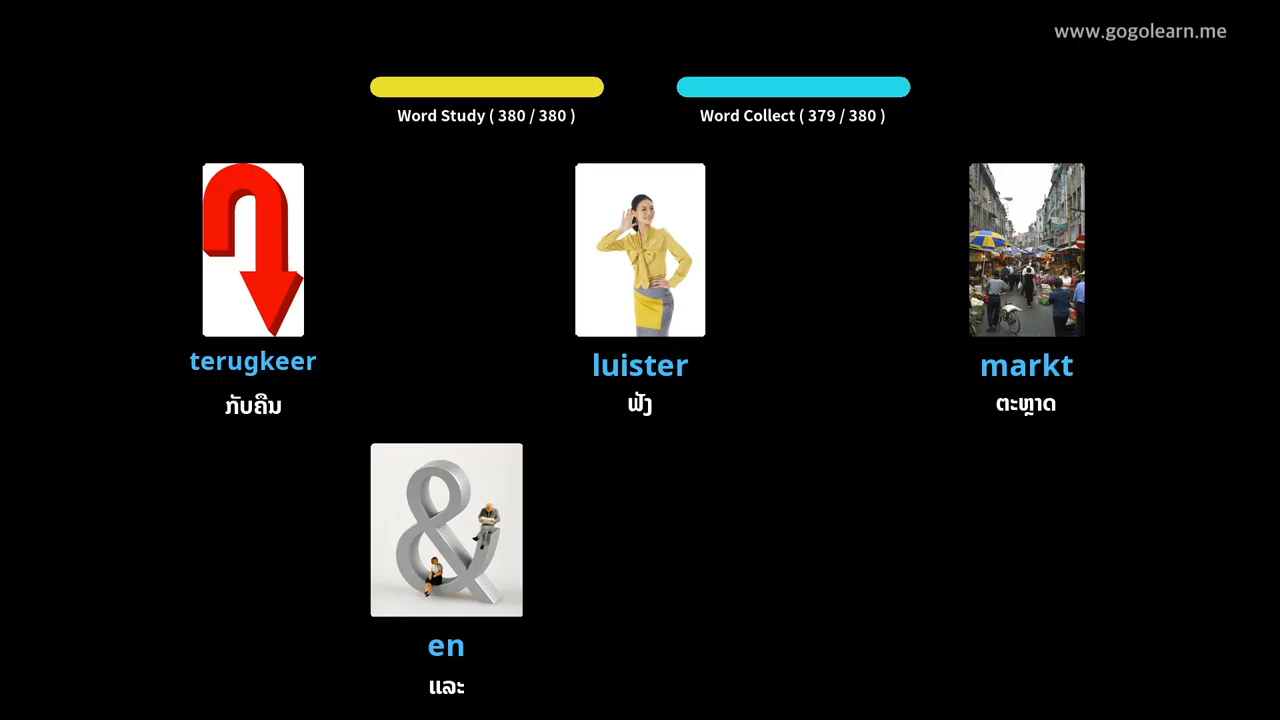 www.gogolearn.me
Word Study ( 380 / 380 )
Word Collect ( 379 / 380 )
terugkeer
ກັບຄືນ
luister
ຟັງ
markt
ຕະຫຼາດ
en
ແລະ